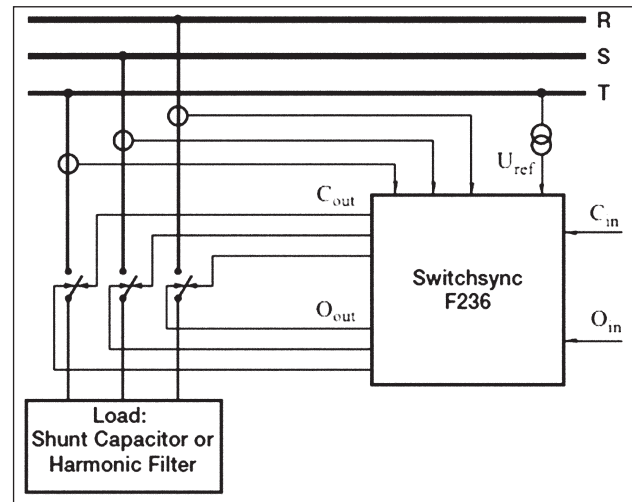 R
S
T
U_ref
C_out
C_in
Switchsync
F236
O_out
O_in
Load:
Shunt Capacitor or
Harmonic Filter